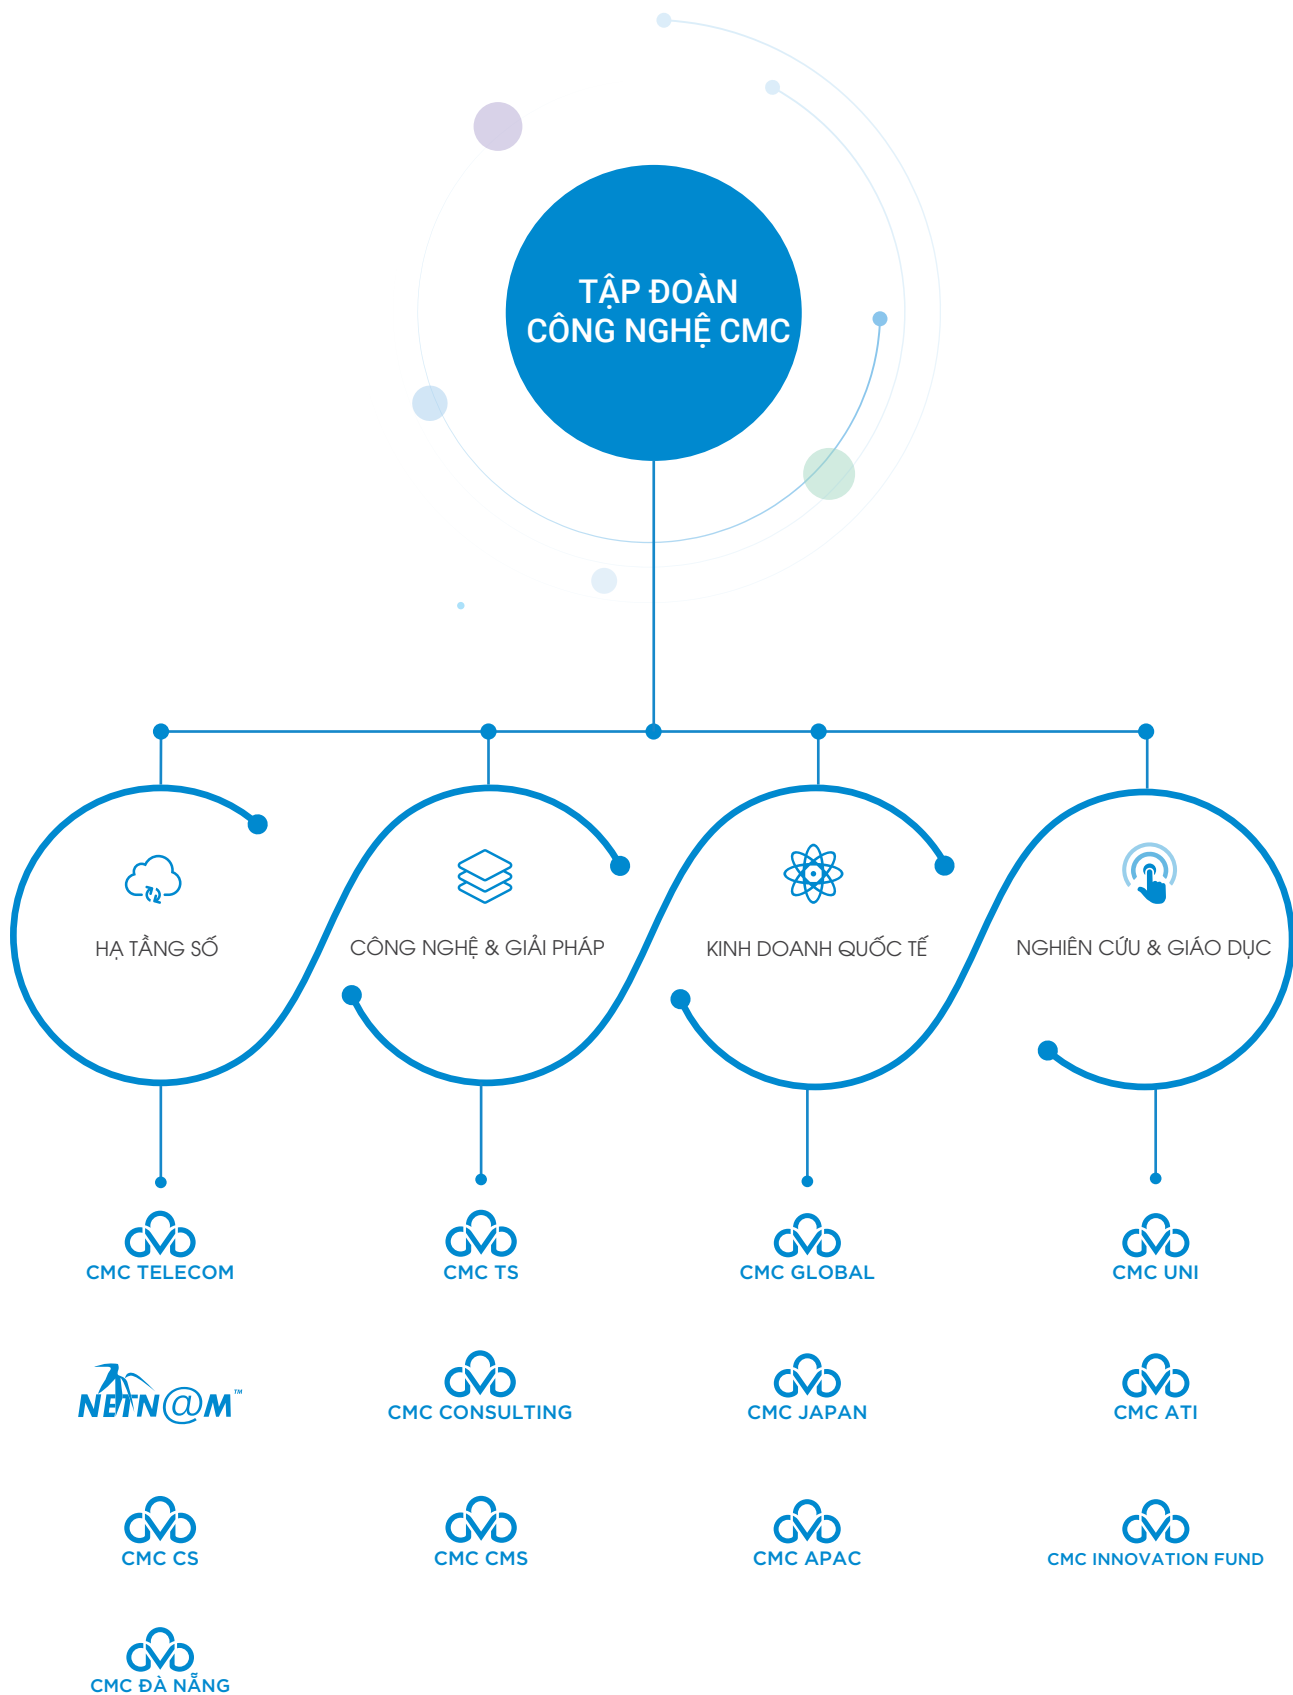 TẬP ĐOÀN
CÔNG NGHỆ CMC
HẠ TẦNG SỐ
CÔNG NGHỆ & GIẢI PHÁP
KINH DOANH QUỐC TẾ
NGHIÊN CỨU & GIÁO DỤC
CMC TELECOM
CMC TS
CMC GLOBAL
CMC UNI
NETN@M™
CMC CONSULTING
CMC JAPAN
CMC ATI
CMC CS
CMC CMS
CMC APAC
CMC INNOVATION FUND
CMC ĐÀ NẴNG